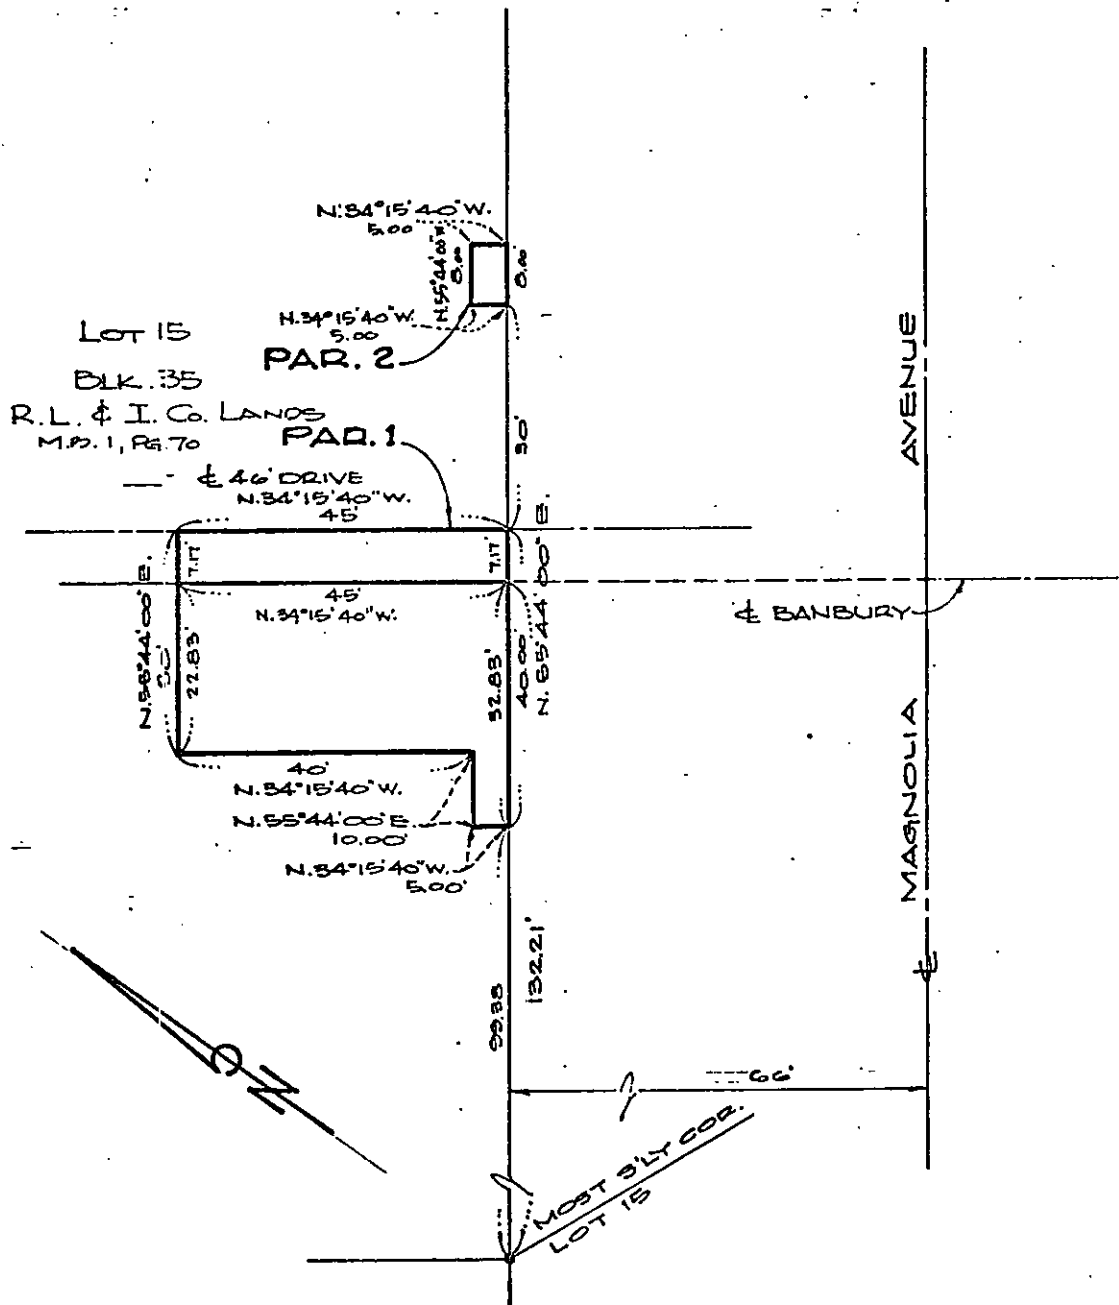 N.34°15'40"W.
5.00
N.55°44'00"W
8.00
8.00
N.34°15'40"W.
5.00
PAR. 2
LOT 15
BLK. 35
R.L. & I. Co. LANDS
M.B. 1, PG. 70
PAR. 1
30'
AVENUE
℄ 46' DRIVE
N.34°15'40"W.
45'
7.17'
7.17'
45'
N.34°15'40"W.
℄ BANBURY
N.55°44'00"E.
30'
22.83'
32.83'
40.00'
N.55°44'00"E.
40'
N.34°15'40"W.
N.55°44'00"E.
10.00'
N.34°15'40"W.
5.00'
MAGNOLIA
℄
99.38
132.21'
N
66'
MOST S'LY COR.
LOT 15